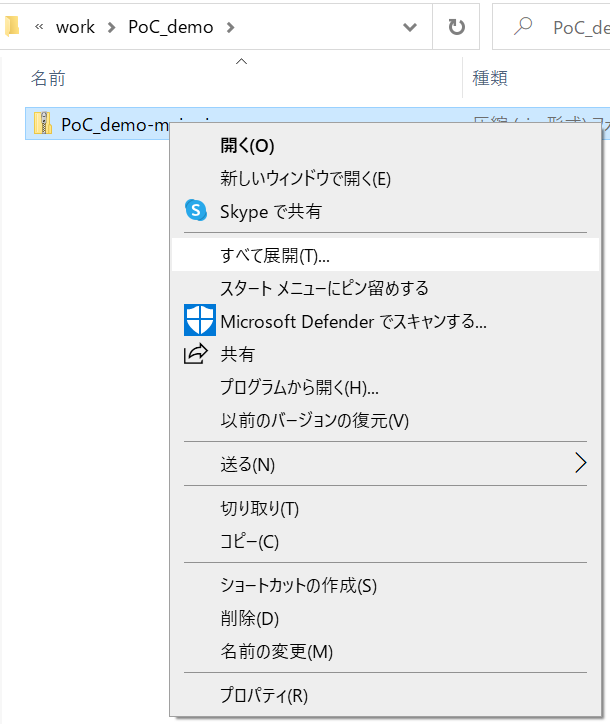 « work > PoC_demo >
PoC_de
名前
種類
PoC_demo-m
開く(O)
新しいウィンドウで開く(E)
Skype で共有
すべて展開(T)...
スタート メニューにピン留めする
Microsoft Defender でスキャンする...
共有
プログラムから開く(H)...
以前のバージョンの復元(V)
送る(N)
切り取り(T)
コピー(C)
ショートカットの作成(S)
削除(D)
名前の変更(M)
プロパティ(R)